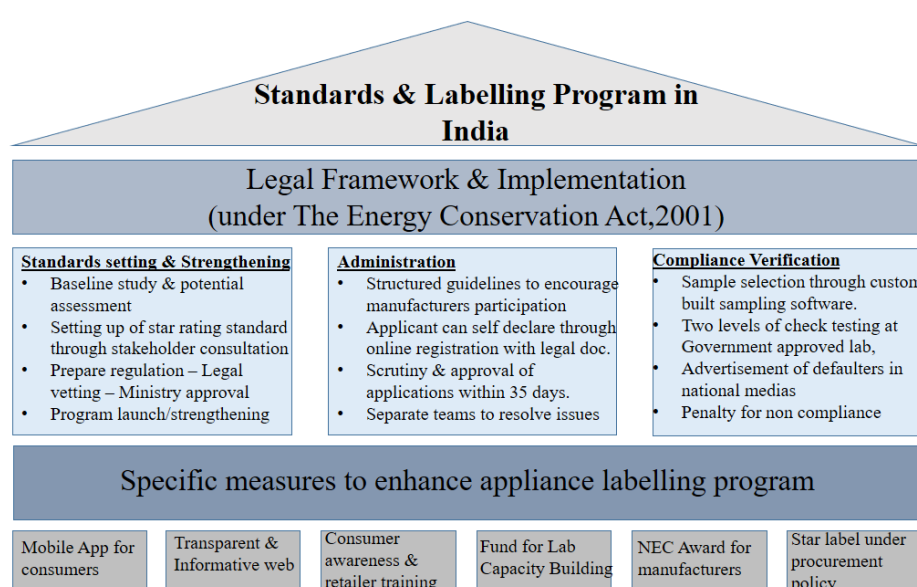 Standards & Labelling Program in
India
Legal Framework & Implementation
(under The Energy Conservation Act,2001)
Standards setting & Strengthening
• Baseline study & potential
assessment
• Setting up of star rating standard
through stakeholder consultation
• Prepare regulation – Legal
vetting – Ministry approval
• Program launch/strengthening
Administration
• Structured guidelines to encourage
manufacturers participation
• Applicant can self declare through
online registration with legal doc.
• Scrutiny & approval of
applications within 35 days.
• Separate teams to resolve issues
Compliance Verification
• Sample selection through custom
built sampling software.
• Two levels of check testing at
Government approved lab,
• Advertisement of defaulters in
national medias
• Penalty for non compliance
Specific measures to enhance appliance labelling program
Mobile App for
consumers
Transparent &
Informative web
Consumer
awareness &
retailer training
Fund for Lab
Capacity Building
NEC Award for
manufacturers
Star label under
procurement
policy